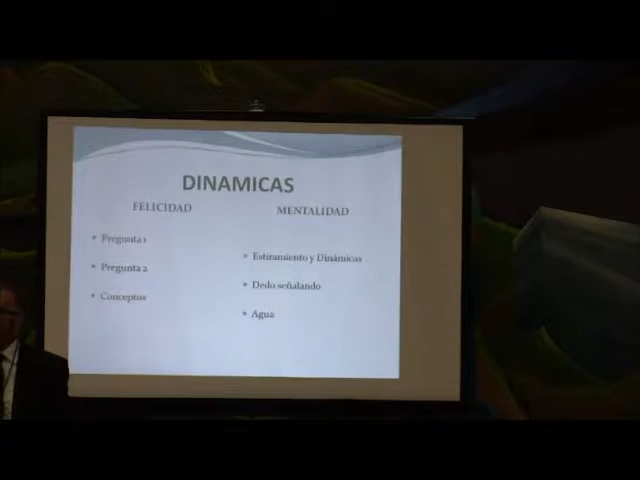 DINAMICAS
FELICIDAD
• Pregunta 1
• Pregunta 2
• Conceptos
MENTALIDAD
• Estiramiento y Dinámicas
• Dedo señalando
• Agua